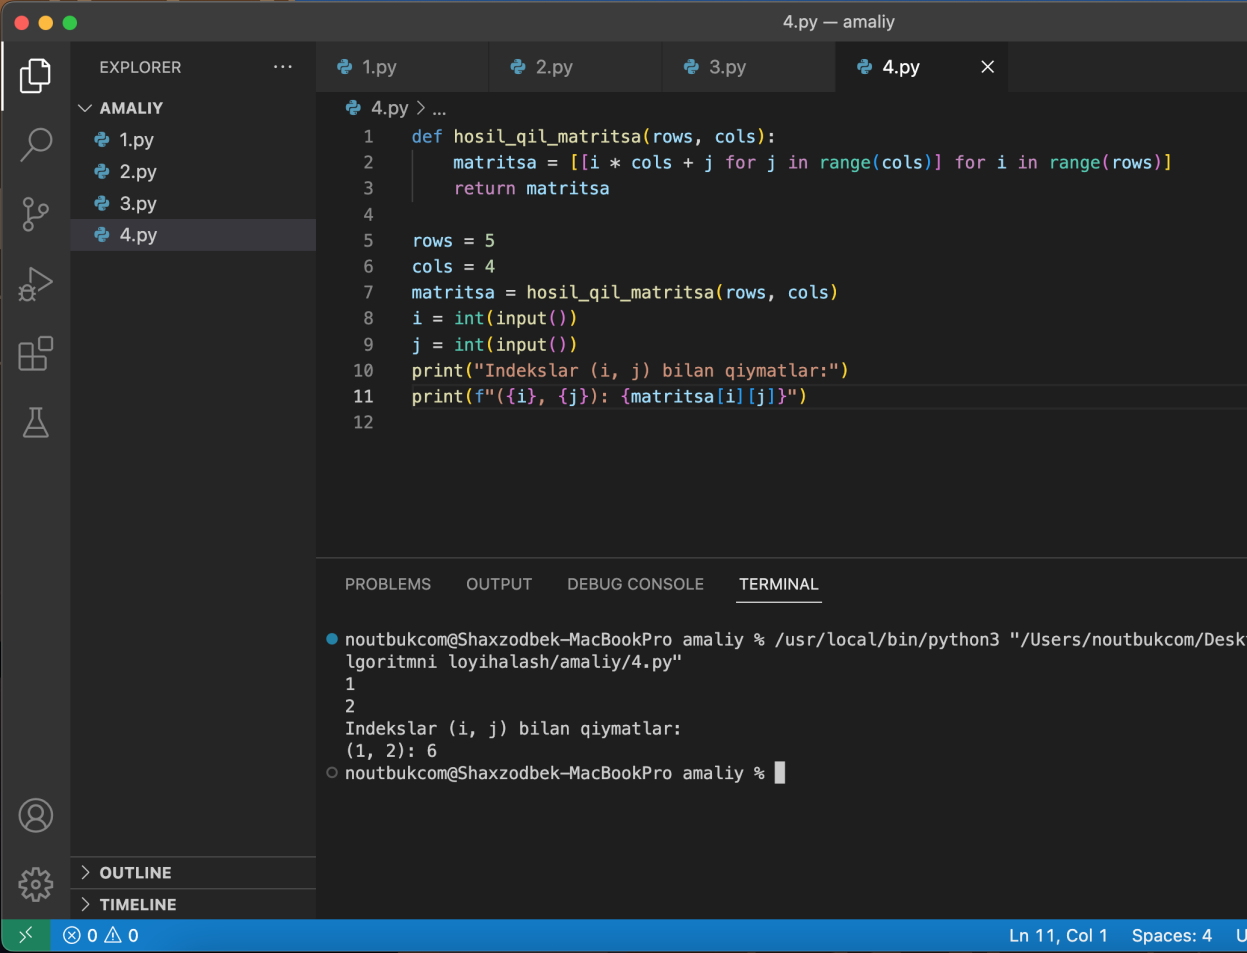 4.py — amaliy
EXPLORER ...
1.py
2.py
3.py
4.py
AMALIY
1.py
2.py
3.py
4.py
4.py > ...
1 def hosil_qil_matritsa(rows, cols):
2     matritsa = [[i * cols + j for j in range(cols)] for i in range(rows)]
3     return matritsa
4
5 rows = 5
6 cols = 4
7 matritsa = hosil_qil_matritsa(rows, cols)
8 i = int(input())
9 j = int(input())
10 print("Indekslar (i, j) bilan qiymatlar:")
11 print(f"({i}, {j}): {matritsa[i][j]}")
12
PROBLEMS OUTPUT DEBUG CONSOLE TERMINAL
noutbukcom@Shaxzodbek-MacBookPro amaliy % /usr/local/bin/python3 "/Users/noutbukcom/Desk
lgoritmni loyihalash/amaliy/4.py"
1
2
Indekslar (i, j) bilan qiymatlar:
(1, 2): 6
noutbukcom@Shaxzodbek-MacBookPro amaliy %
OUTLINE
TIMELINE
0 0 Ln 11, Col 1 Spaces: 4 U